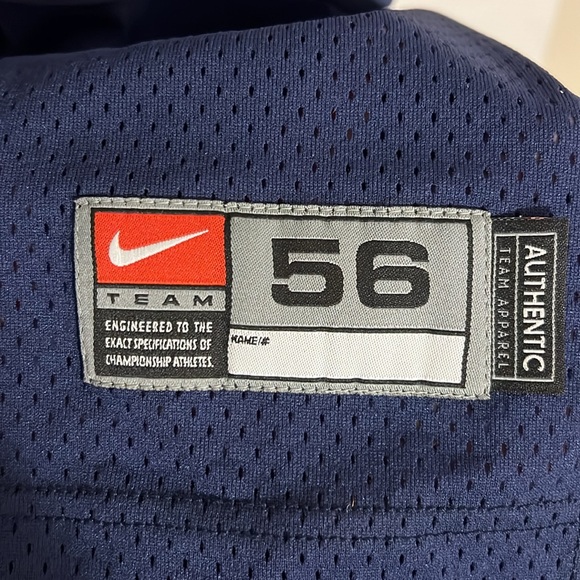 TEAM
ENGINEERED TO THE
EXACT SPECIFICATIONS OF
CHAMPIONSHIP ATHLETES.
56
NAME/#
AUTHENTIC
TEAM APPAREL